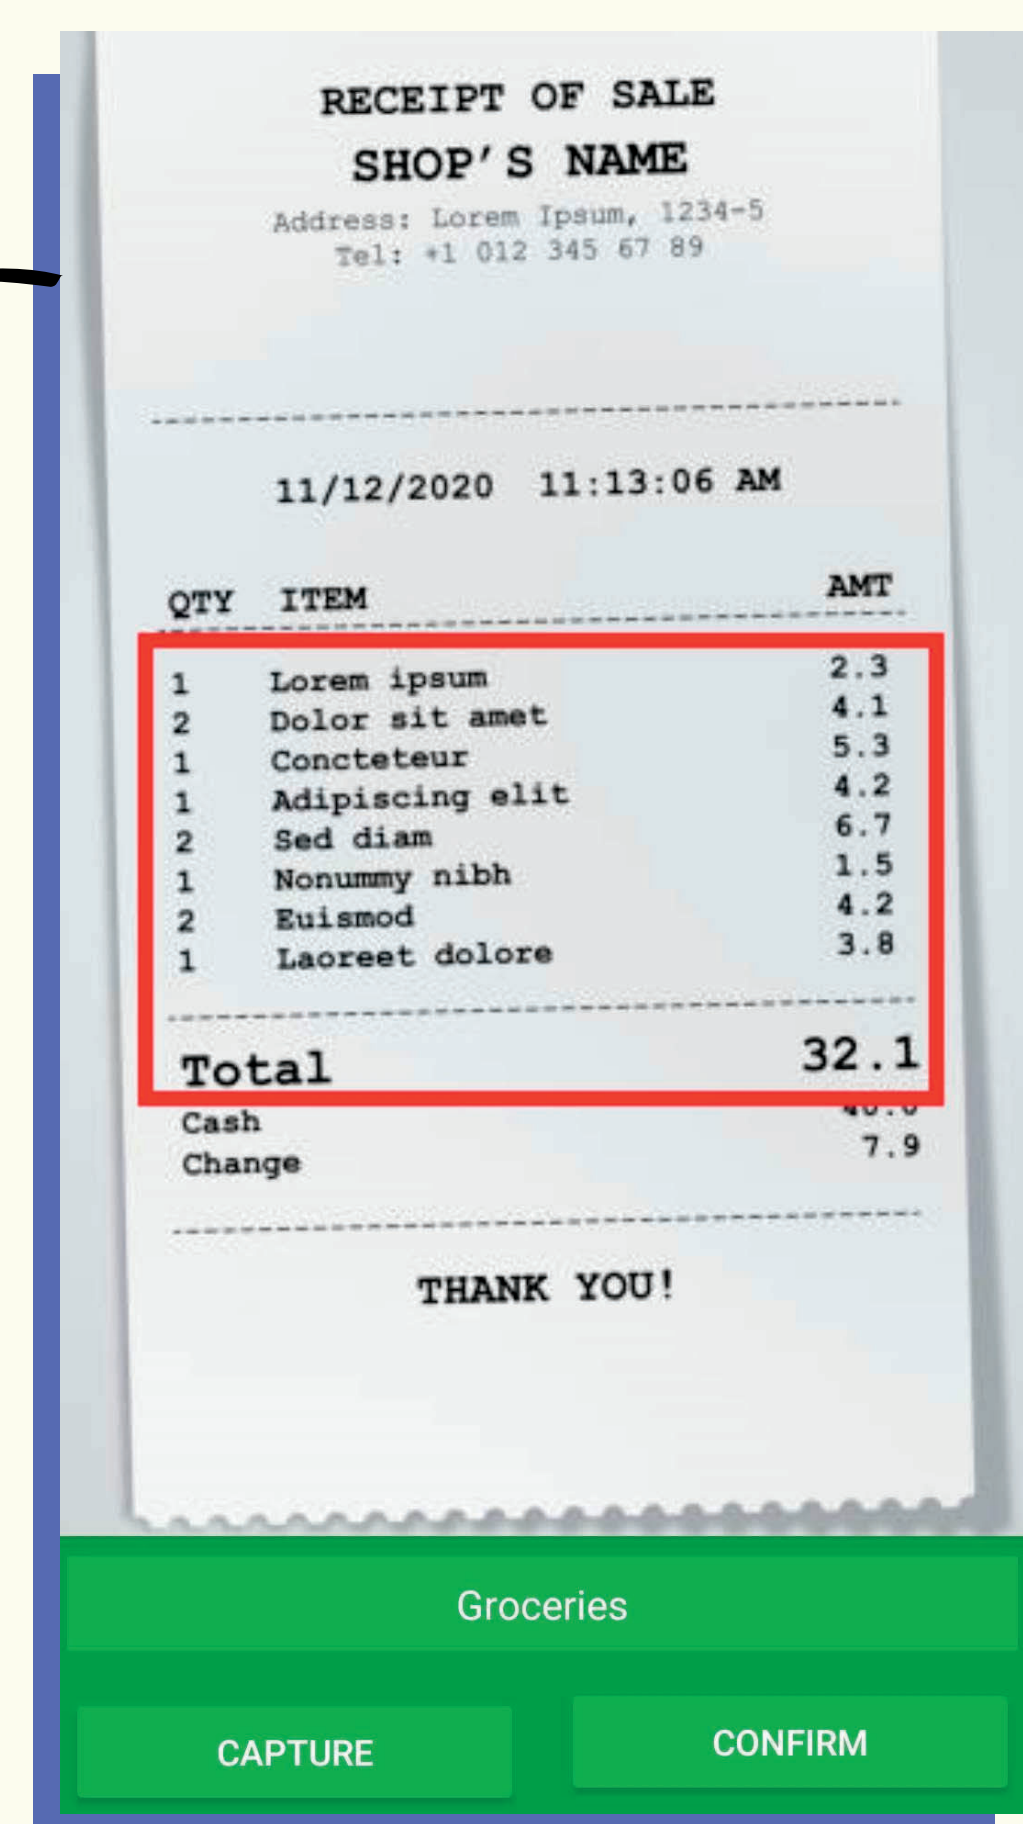 RECEIPT OF SALE
SHOP'S NAME
Address: Lorem Ipsum, 1234-5
Tel: +1 012 345 67 89
11/12/2020 11:13:06 AM
QTY ITEM AMT
1 Lorem ipsum 2.3
2 Dolor sit amet 4.1
1 Concteteur 5.3
1 Adipiscing elit 4.2
2 Sed diam 6.7
1 Nonummy nibh 1.5
2 Euismod 4.2
1 Laoreet dolore 3.8
Total 32.1
Cash 40.0
Change 7.9
THANK YOU!
Groceries
CAPTURE CONFIRM